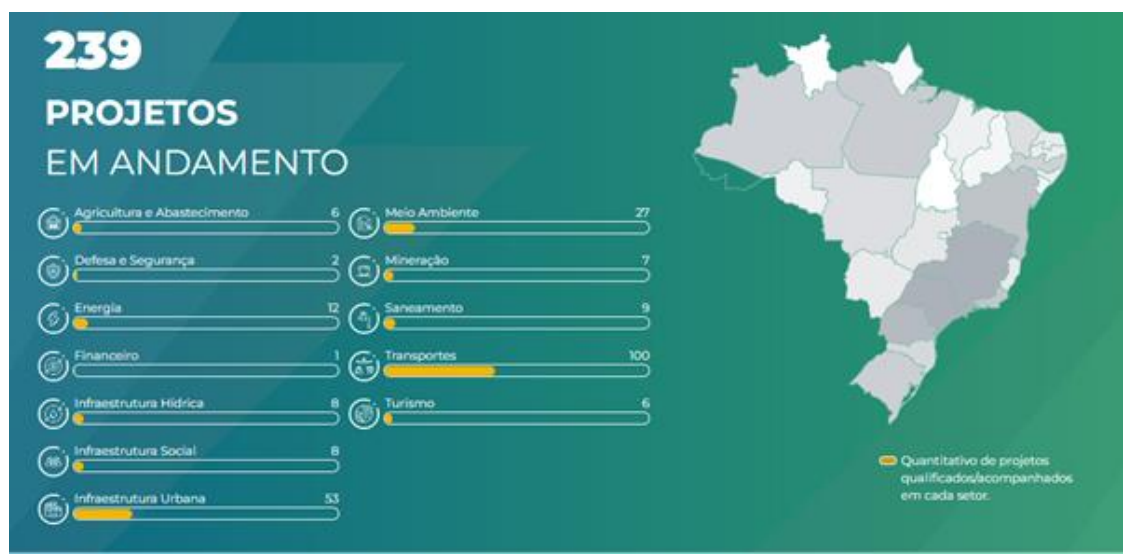 239
PROJETOS
EM ANDAMENTO
Agricultura e Abastecimento 6
Defesa e Segurança 2
Energia 12
Financeiro 1
Infraestrutura Hídrica 8
Infraestrutura Social 8
Infraestrutura Urbana 53
Meio Ambiente 27
Mineração 7
Saneamento 9
Transportes 100
Turismo 6
Quantitativo de projetos
qualificados/acompanhados
em cada setor.